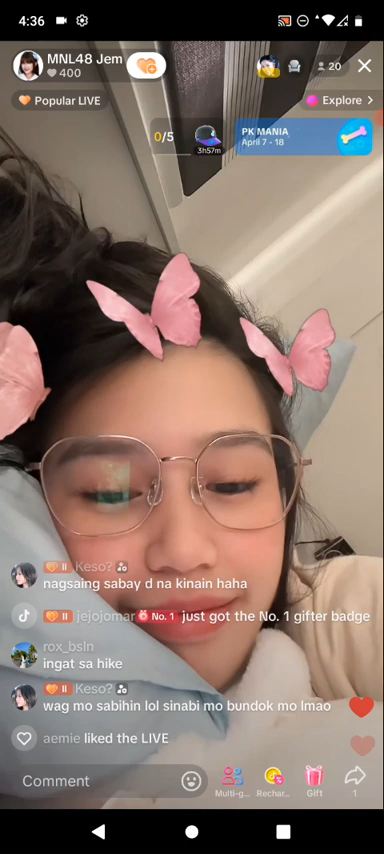 4:36
MNL48 Jem
400
20
Popular LIVE
Explore >
0/5
3h57m
PK MANIA
April 7 - 18
Keso?
nagsaing sabay d na kinain haha
jejojomar No. 1 just got the No. 1 gifter badge
rox_bsln
ingat sa hike
Keso?
wag mo sabihin lol sinabi mo bundok mo lmao
aemie liked the LIVE
Comment
Multi-g...
Rechar...
Gift
1